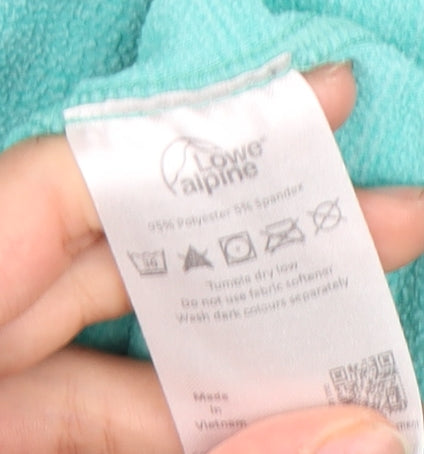 Lowe
alpine
95% Polyester 5% Spandex
30
Tumble dry low
Do not use fabric softener
Wash dark colours separately
Made
in
Vietnam